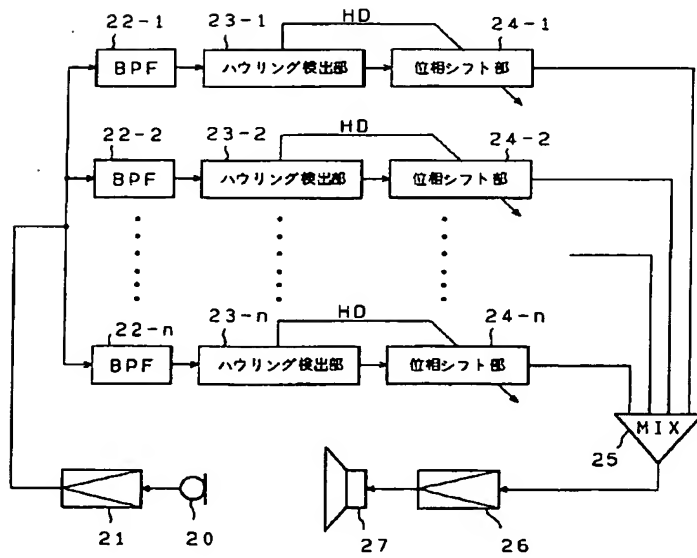 22-1 23-1 HD 24-1
BPF ハウリング検出部 位相シフト部
22-2 23-2 HD 24-2
BPF ハウリング検出部 位相シフト部
22-n 23-n HD 24-n
BPF ハウリング検出部 位相シフト部
MIX
25
21 20 27 26